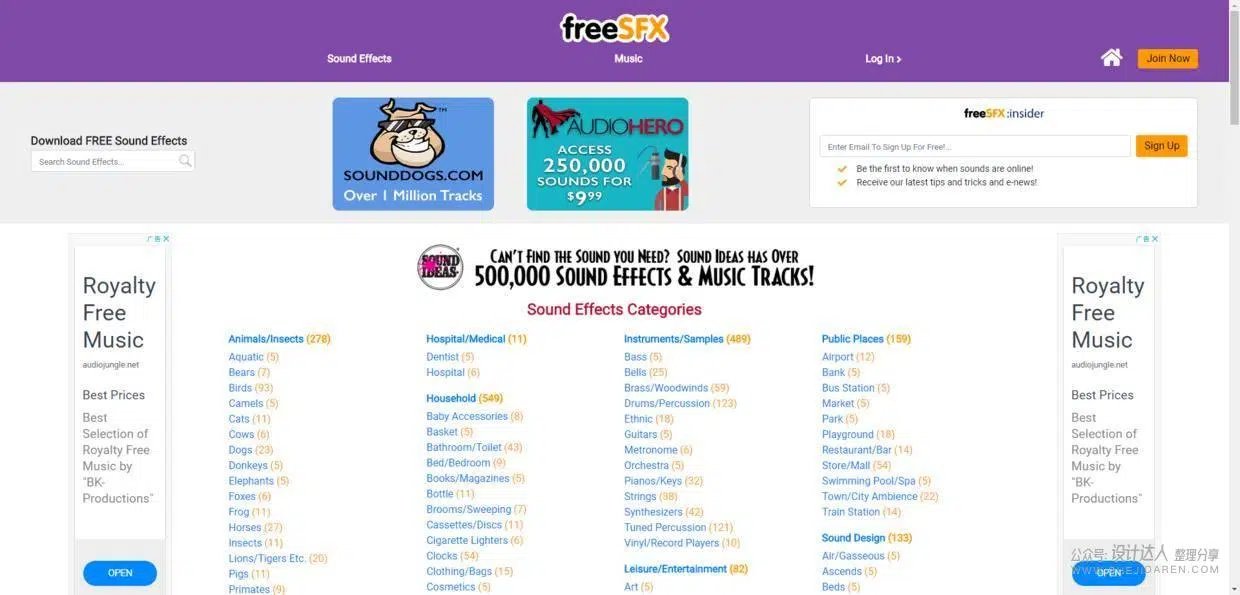 freeSFX
Sound Effects
Music
Log In
Join Now
Download FREE Sound Effects
Search Sound Effects...
SOUNDDOGS.COM™
Over 1 Million Tracks
AUDIOHERO
ACCESS
250,000
SOUNDS FOR
$9.99
freeSFX:insider
Enter Email To Sign Up For Free!...
Sign Up
Be the first to know when sounds are online!
Receive our latest tips and tricks and e-news!
广告
Royalty
Free
Music
audiojungle.net
Best Prices
Best
Selection of
Royalty Free
Music by
"BK-
Productions"
OPEN
SOUND
IDEAS
CAN'T FIND THE SOUND YOU NEED? SOUND IDEAS HAS OVER
500,000 SOUND EFFECTS & MUSIC TRACKS!
Sound Effects Categories
Animals/Insects (278)
Aquatic (5)
Bears (7)
Birds (93)
Camels (5)
Cats (11)
Cows (6)
Dogs (23)
Donkeys (5)
Elephants (5)
Foxes (6)
Frog (11)
Horses (27)
Insects (11)
Lions/Tigers Etc. (20)
Pigs (11)
Primates (9)
Hospital/Medical (11)
Dentist (5)
Hospital (6)
Household (549)
Baby Accessories (8)
Basket (5)
Bathroom/Toilet (43)
Bed/Bedroom (9)
Books/Magazines (5)
Bottle (11)
Brooms/Sweeping (7)
Cassettes/Discs (11)
Cigarette Lighters (6)
Clocks (54)
Clothing/Bags (15)
Cosmetics (5)
Instruments/Samples (489)
Bass (5)
Bells (25)
Brass/Woodwinds (59)
Drums/Percussion (123)
Ethnic (18)
Guitars (5)
Metronome (6)
Orchestra (5)
Pianos/Keys (32)
Strings (38)
Synthesizers (42)
Tuned Percussion (121)
Vinyl/Record Players (10)
Leisure/Entertainment (82)
Art (5)
Public Places (159)
Airport (12)
Bank (5)
Bus Station (5)
Market (5)
Park (5)
Playground (18)
Restaurant/Bar (14)
Store/Mall (54)
Swimming Pool/Spa (5)
Town/City Ambience (22)
Train Station (14)
Sound Design (133)
Air/Gasseous (5)
Ascends (5)
Beds (5)
广告
Royalty
Free
Music
audiojungle.net
Best Prices
Best
Selection of
Royalty Free
Music by
"BK-
Productions"
OPEN
公众号: 设计达人 整理分享
WWW.SHEJIDAREN.COM